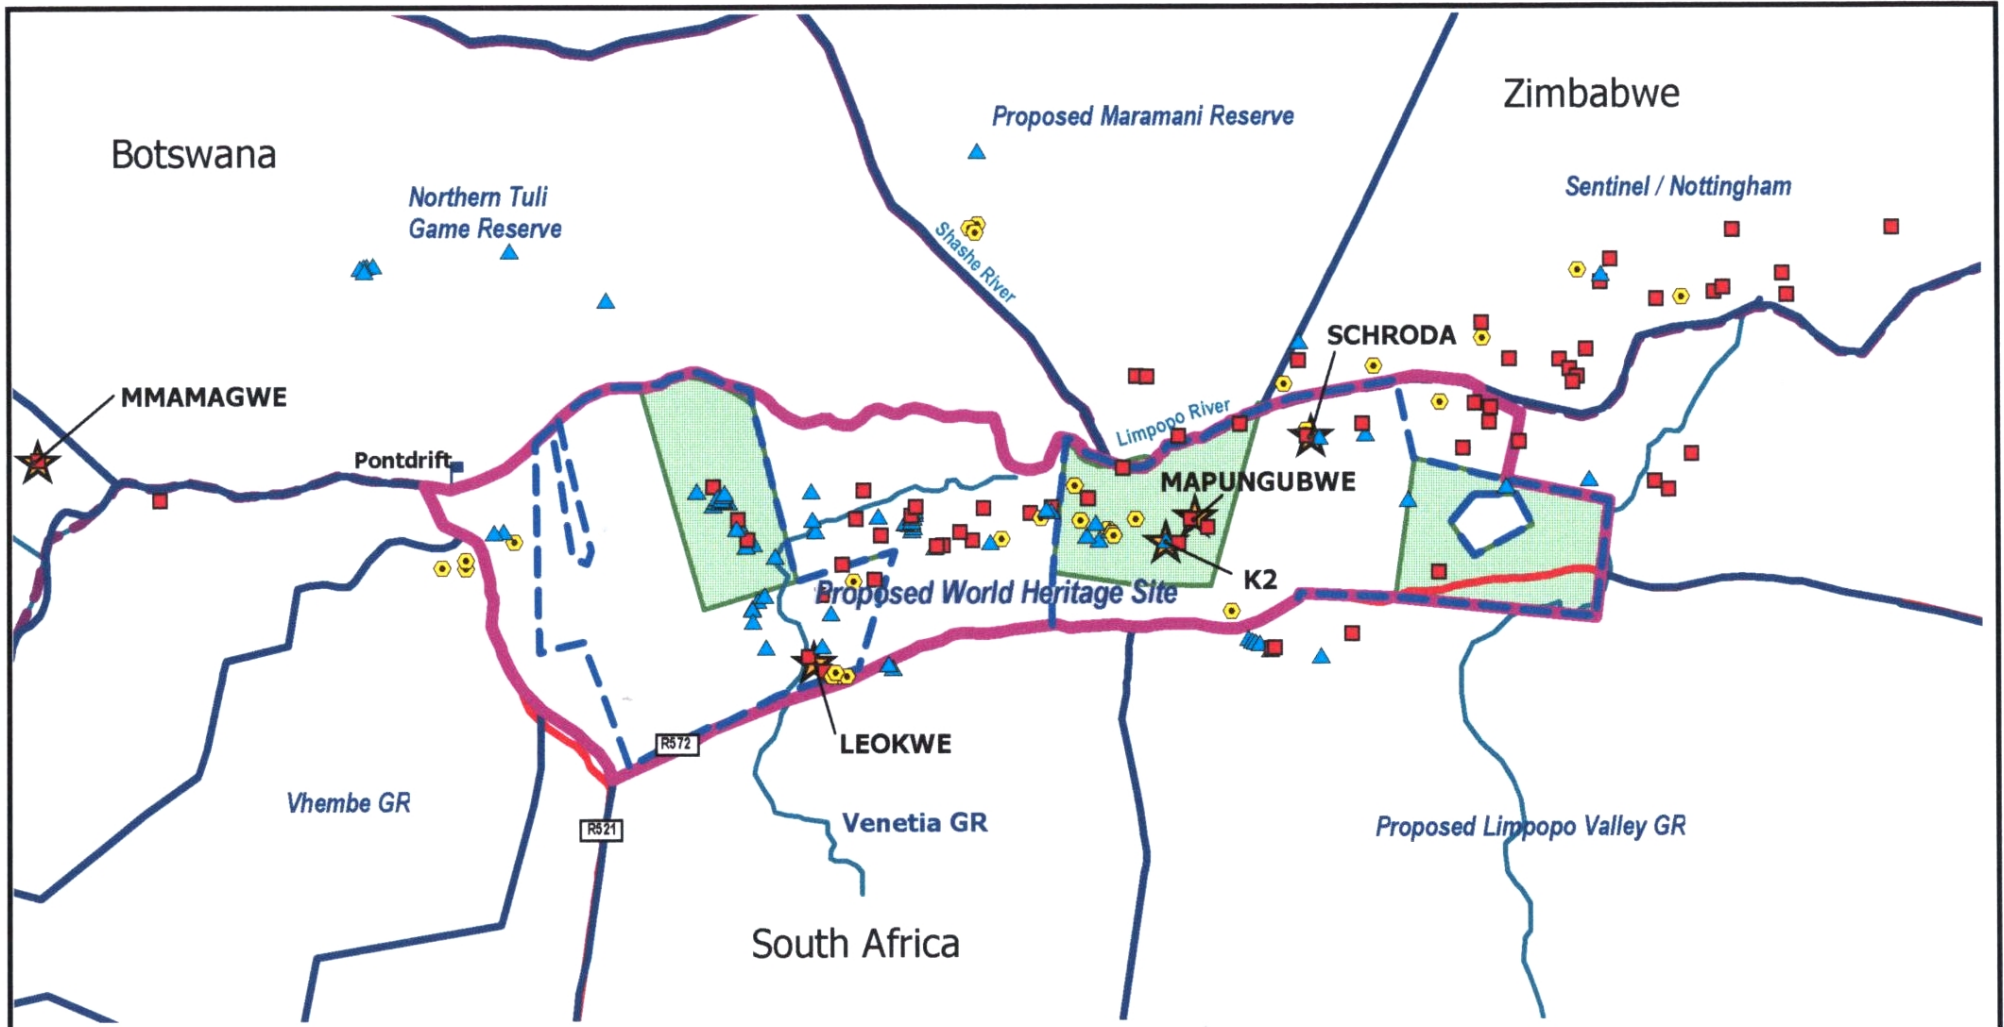 Zimbabwe
Proposed Maramani Reserve
Botswana
Sentinel / Nottingham
Northern Tuli
Game Reserve
Shashe River
SCHRODA
MMAMAGWE
Limpopo River
Pontdrift
MAPUNGUBWE
K2
Proposed World Heritage Site
R572
LEOKWE
Vhembe GR
R521
Venetia GR
Proposed Limpopo Valley GR
South Africa